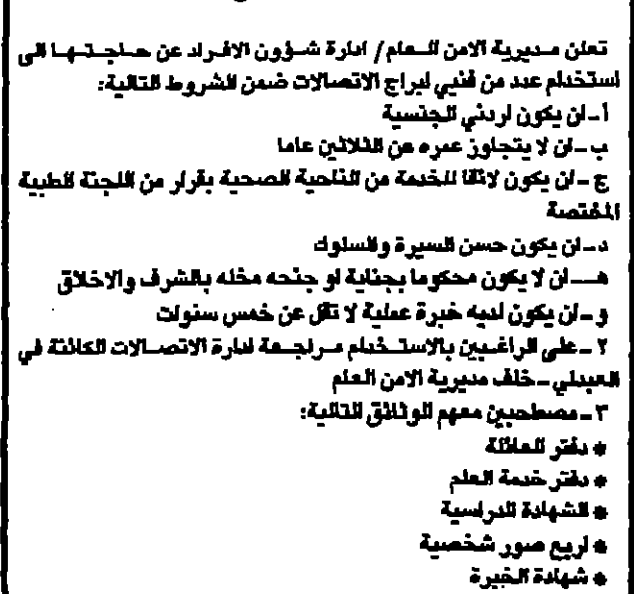 تعلن مديرية الامن العام/ ادارة شؤون الافراد عن حاجتها الى
استخدام عدد من فنيي ابراج الاتصالات ضمن الشروط التالية:
أ-ان يكون اردني الجنسية
ب-ان لا يتجاوز عمره عن الثلاثين عاما
ج-ان يكون لائقا للخدمة من الناحية الصحية بقرار من اللجنة الطبية
المختصة
د-ان يكون حسن السيرة والسلوك
هـ-ان لا يكون محكوما بجناية او جنحه مخله بالشرف والاخلاق
و-ان يكون لديه خبرة عملية لا تقل عن خمس سنوات
٢-على الراغبين بالاستخدام مراجعة ادارة الاتصالات الكائنة في
العبدلي-خلف مديرية الامن العام
٣-مصطحبين معهم الوثائق التالية:
* دفتر العائلة
* دفتر خدمة العلم
* الشهادة الدراسية
* اربع صور شخصية
* شهادة الخبرة